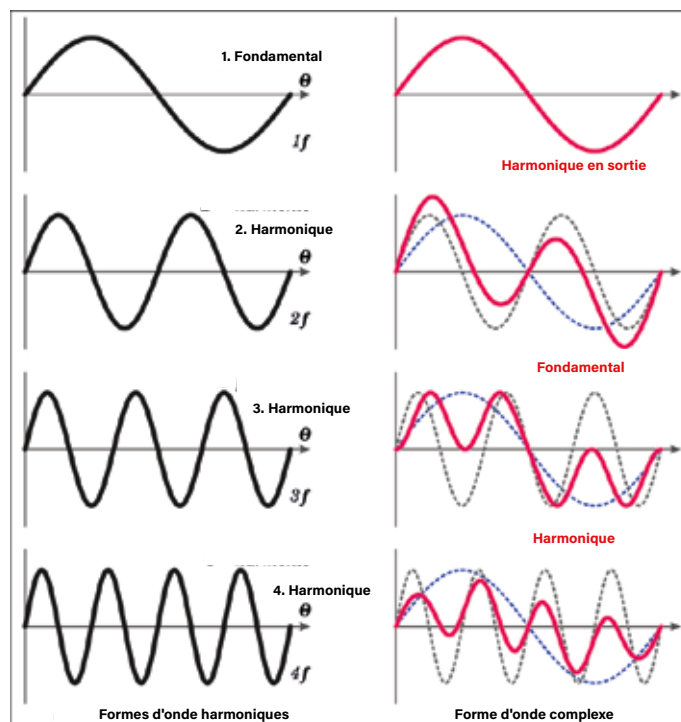 1. Fondamental
θ
1f
Harmonique en sortie
2. Harmonique
2f
Fondamental
3. Harmonique
θ
3f
Harmonique
4. Harmonique
θ
4f
Formes d'onde harmoniques
Forme d'onde complexe